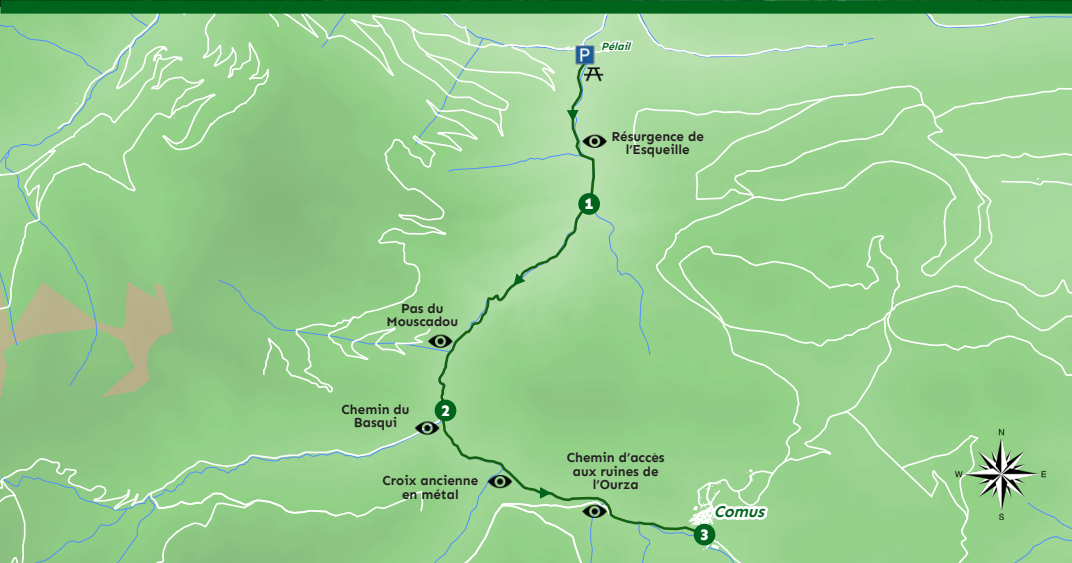 P
Pélail
Résurgence de
l'Esqueille
1
Pas du
Mouscadou
2
Chemin du
Basqui
Chemin d'accès
aux ruines de
l'Ourza
Croix ancienne
en métal
N
W
E
S
Comus
3